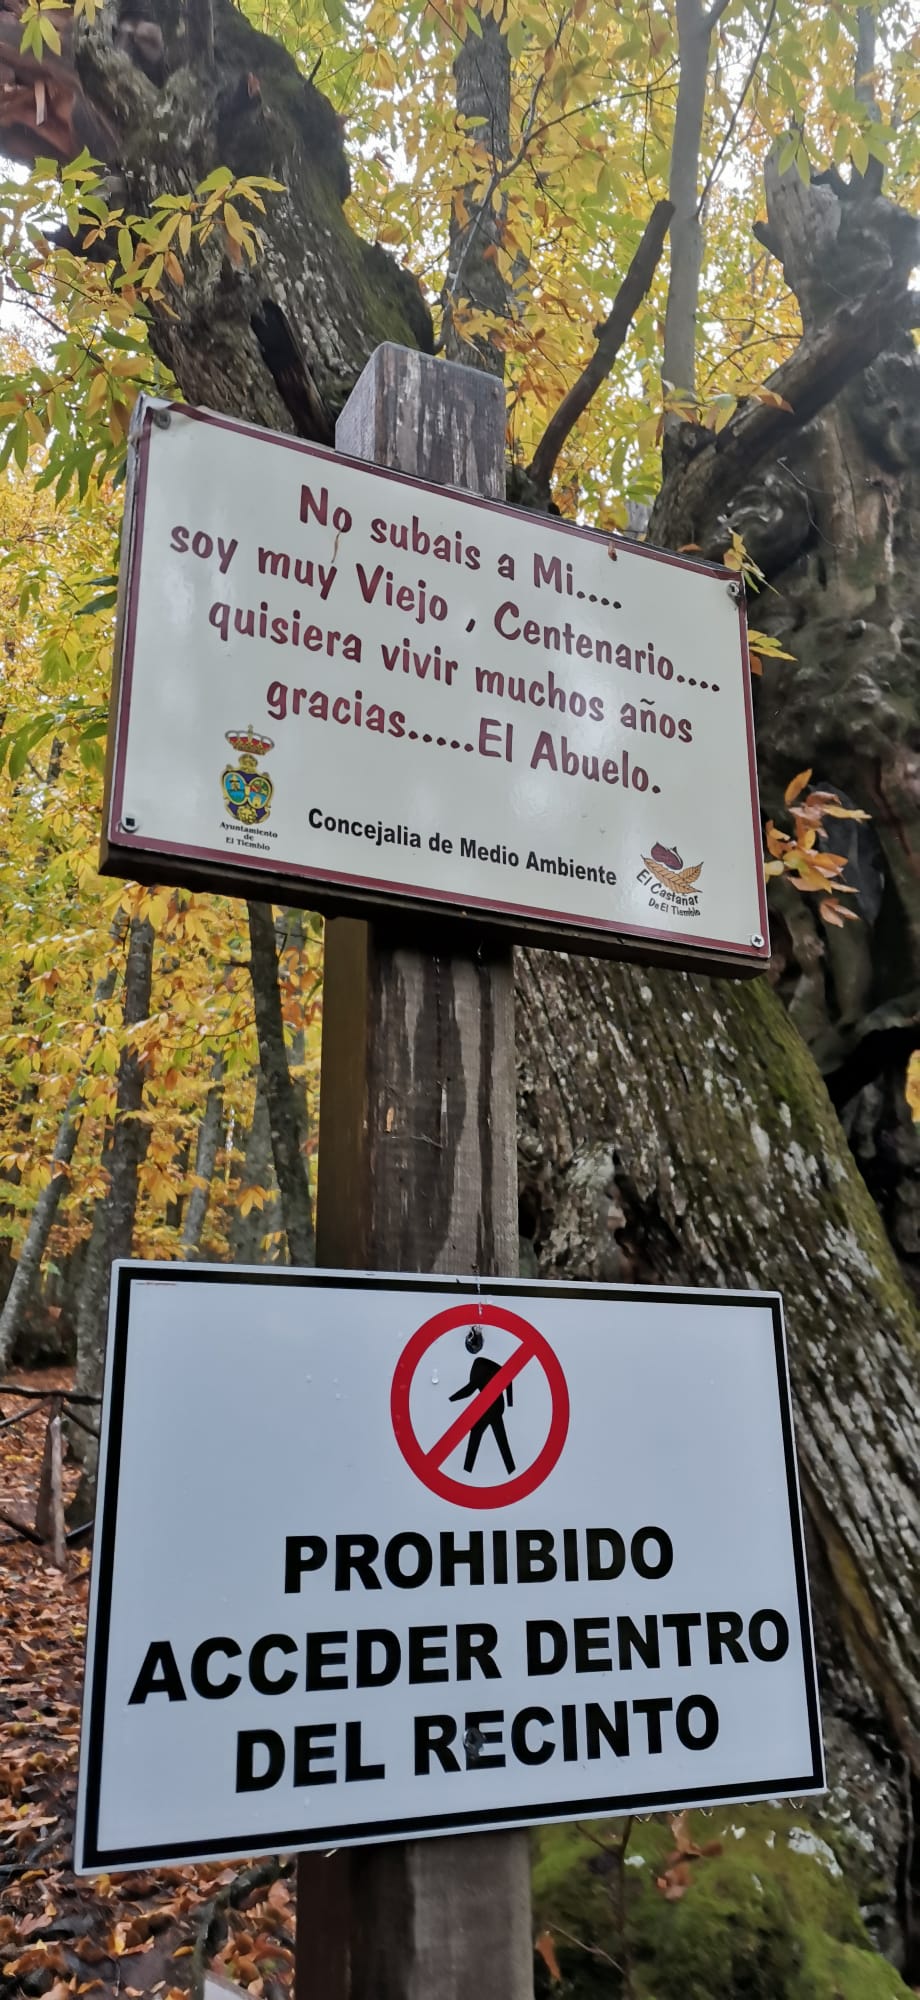 No subais a Mi....
soy muy Viejo , Centenario....
quisiera vivir muchos años
gracias.....El Abuelo.
Ayuntamiento
de
El Tiemblo
Concejalia de Medio Ambiente
El Castañar
De El Tiemblo
PROHIBIDO
ACCEDER DENTRO
DEL RECINTO